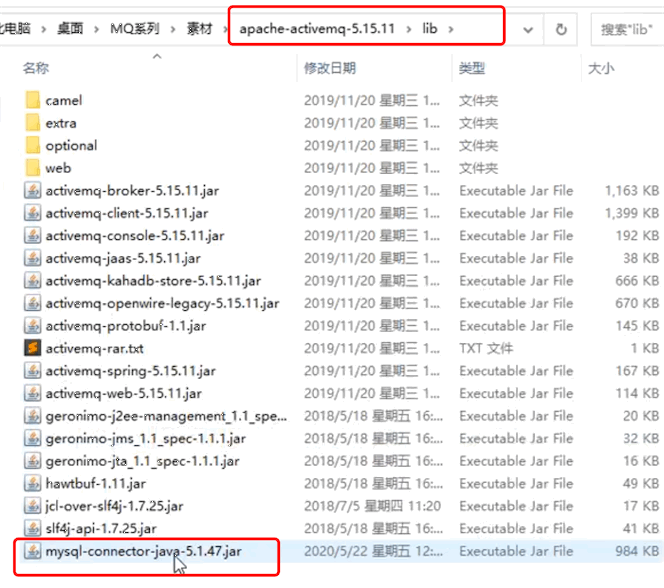 此电脑 > 桌面 > MQ系列 > 素材 > apache-activemq-5.15.11 > lib > 搜索"lib"
名称 修改日期 类型 大小
camel 2019/11/20 星期三 1... 文件夹
extra 2019/11/20 星期三 1... 文件夹
optional 2019/11/20 星期三 1... 文件夹
web 2019/11/20 星期三 1... 文件夹
activemq-broker-5.15.11.jar 2019/11/20 星期三 1... Executable Jar File 1,163 KB
activemq-client-5.15.11.jar 2019/11/20 星期三 1... Executable Jar File 1,399 KB
activemq-console-5.15.11.jar 2019/11/20 星期三 1... Executable Jar File 192 KB
activemq-jaas-5.15.11.jar 2019/11/20 星期三 1... Executable Jar File 38 KB
activemq-kahadb-store-5.15.11.jar 2019/11/20 星期三 1... Executable Jar File 666 KB
activemq-openwire-legacy-5.15.11.jar 2019/11/20 星期三 1... Executable Jar File 670 KB
activemq-protobuf-1.1.jar 2019/11/20 星期三 1... Executable Jar File 145 KB
activemq-rar.txt 2019/11/20 星期三 1... TXT 文件 1 KB
activemq-spring-5.15.11.jar 2019/11/20 星期三 1... Executable Jar File 167 KB
activemq-web-5.15.11.jar 2019/11/20 星期三 1... Executable Jar File 114 KB
geronimo-j2ee-management_1.1_spe... 2018/5/18 星期五 16:... Executable Jar File 20 KB
geronimo-jms_1.1_spec-1.1.1.jar 2018/5/18 星期五 16:... Executable Jar File 32 KB
geronimo-jta_1.1_spec-1.1.1.jar 2018/5/18 星期五 16:... Executable Jar File 16 KB
hawtbuf-1.11.jar 2018/5/18 星期五 16:... Executable Jar File 49 KB
jcl-over-slf4j-1.7.25.jar 2018/7/5 星期四 11:20 Executable Jar File 17 KB
slf4j-api-1.7.25.jar 2018/5/18 星期五 16:... Executable Jar File 41 KB
mysql-connector-java-5.1.47.jar 2020/5/22 星期五 12:... Executable Jar File 984 KB